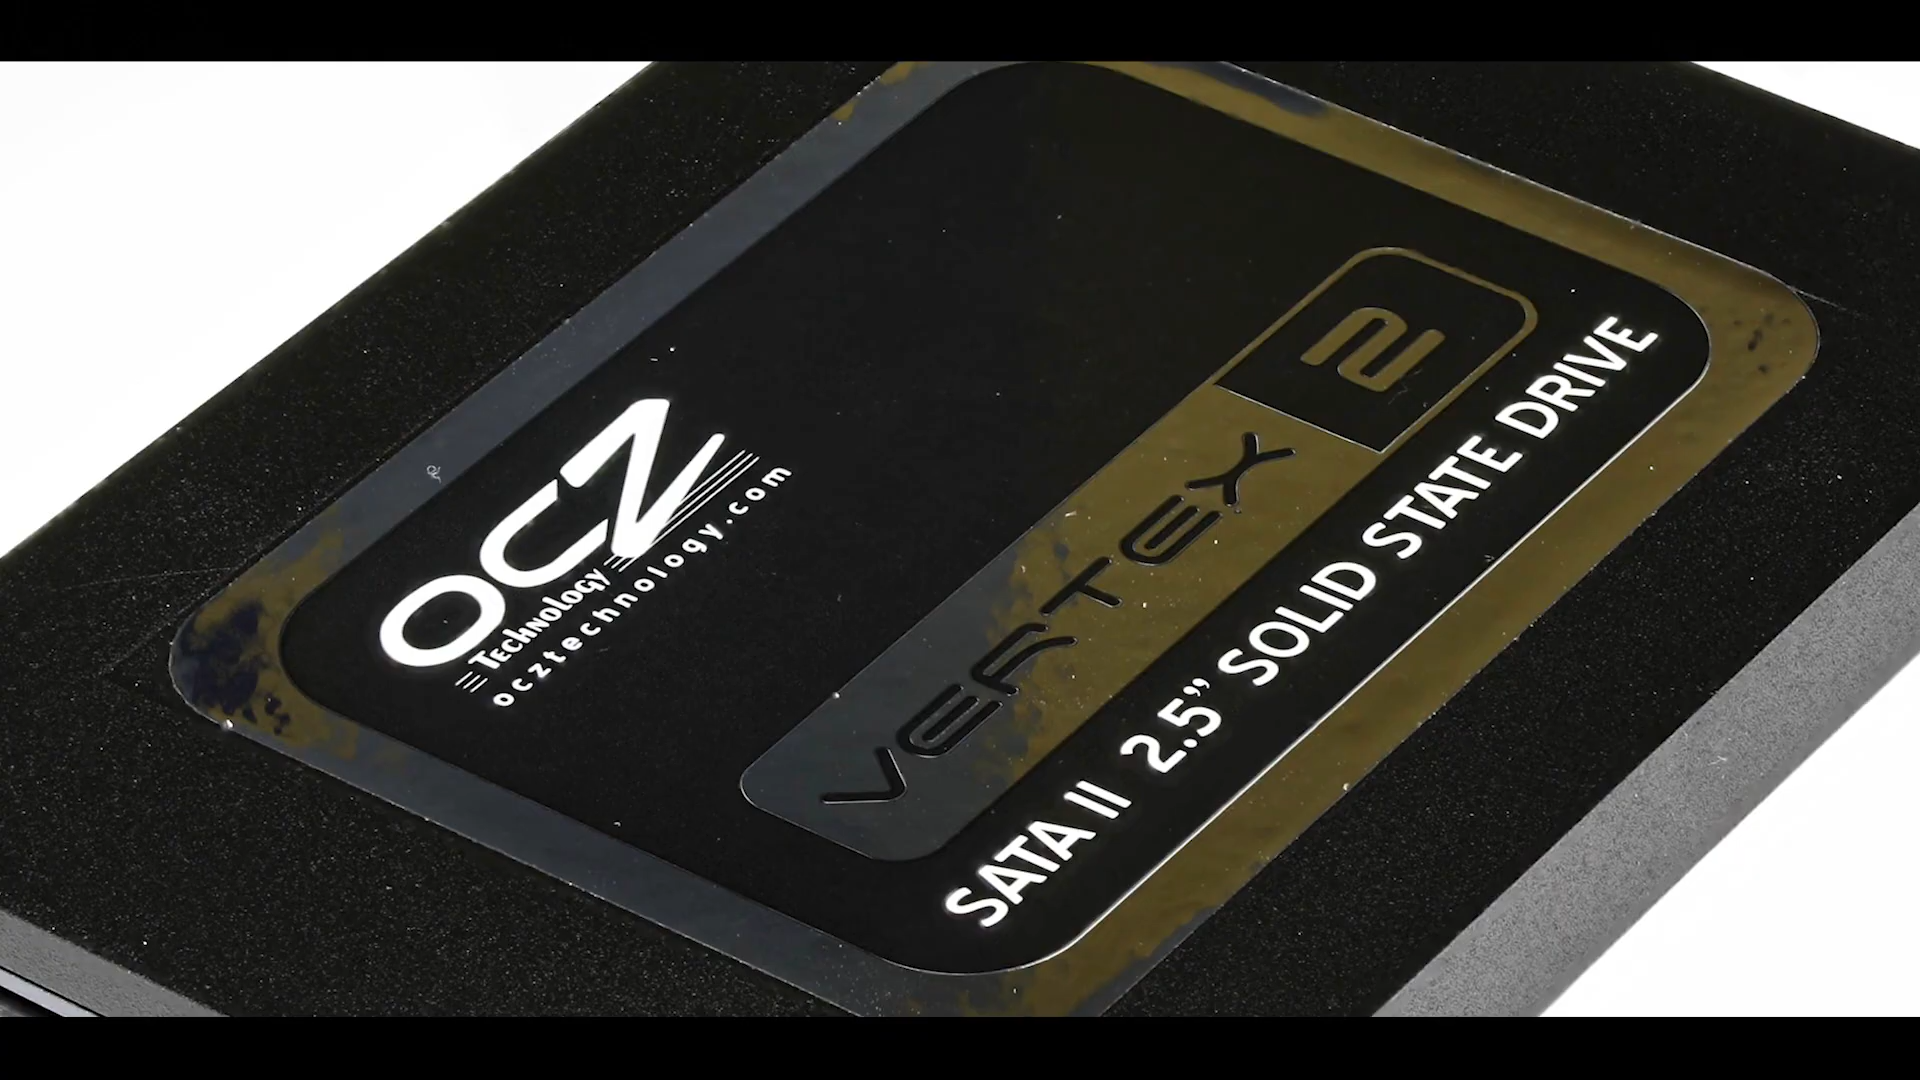 OCZ
Technology
ocztechnology.com
VERTEX 2
SATA II 2.5” SOLID STATE DRIVE